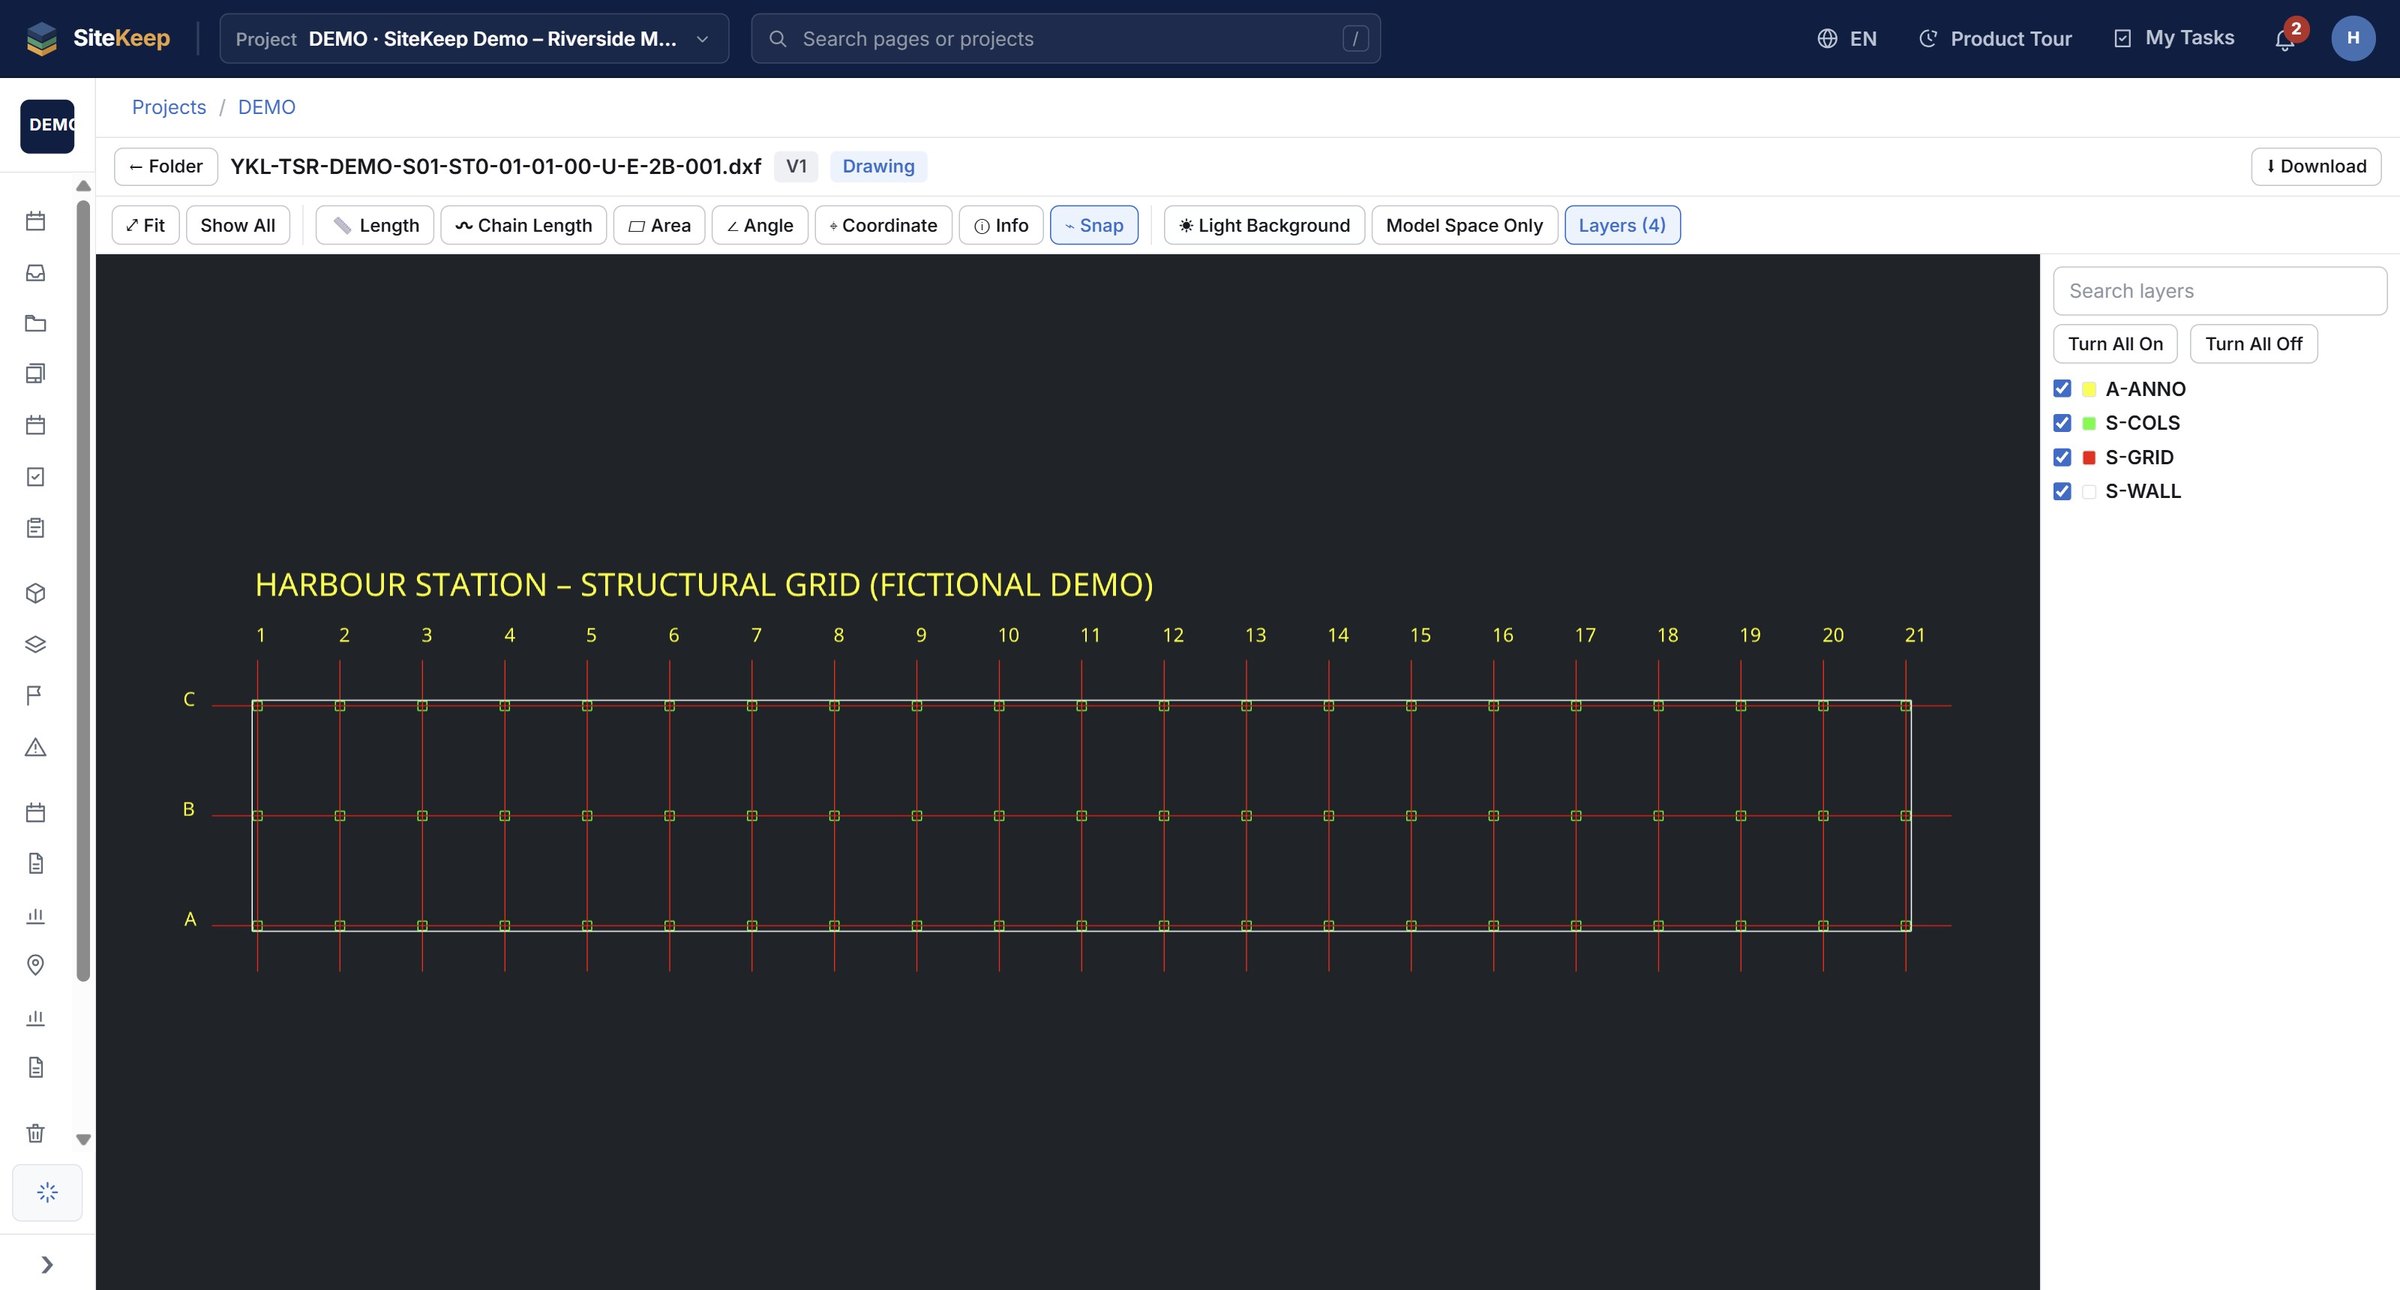 SiteKeep Project DEMO · SiteKeep Demo – Riverside M... Search pages or projects / EN Product Tour My Tasks 2 H
DEMO
Projects / DEMO
← Folder YKL-TSR-DEMO-S01-ST0-01-01-00-U-E-2B-001.dxf V1 Drawing Download
Fit Show All Length Chain Length Area Angle Coordinate Info Snap Light Background Model Space Only Layers (4)
Search layers
Turn All On Turn All Off
A-ANNO
S-COLS
S-GRID
S-WALL
HARBOUR STATION – STRUCTURAL GRID (FICTIONAL DEMO)
1 2 3 4 5 6 7 8 9 10 11 12 13 14 15 16 17 18 19 20 21
C
B
A